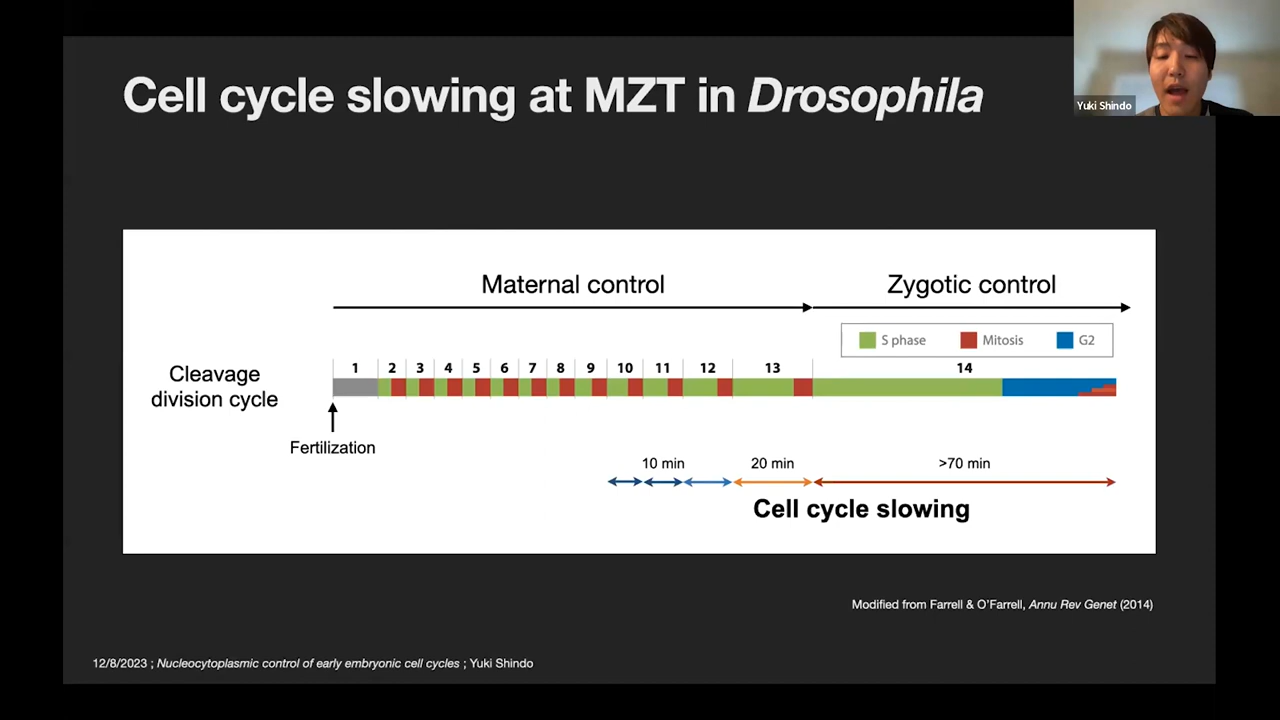 Cell cycle slowing at MZT in Drosophila
Yuki Shindo
Maternal control
Zygotic control
S phase
Mitosis
G2
Cleavage
division cycle
1 2 3 4 5 6 7 8 9 10 11 12 13 14
Fertilization
10 min
20 min
>70 min
Cell cycle slowing
Modified from Farrell & O'Farrell, Annu Rev Genet (2014)
12/8/2023 ; Nucleocytoplasmic control of early embryonic cell cycles ; Yuki Shindo